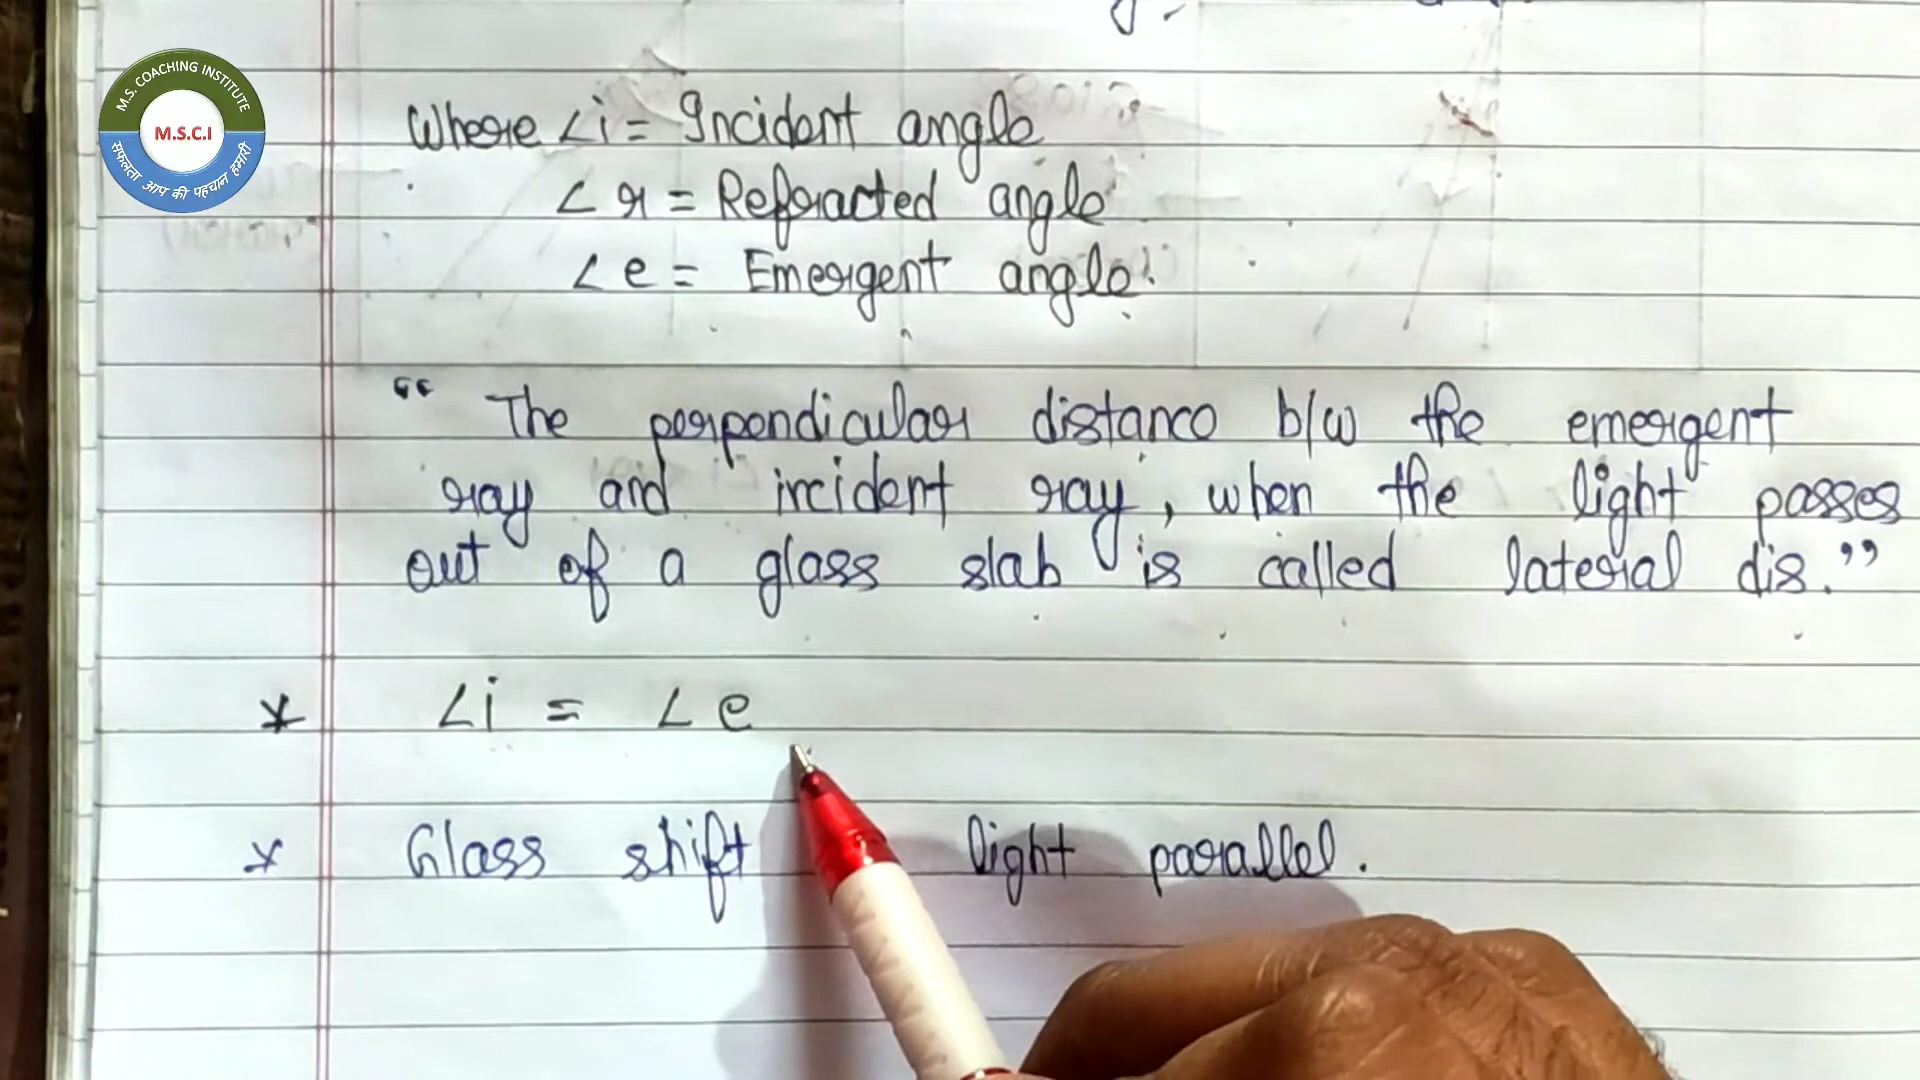 M.S. COACHING INSTITUTE
M.S.C.I
सफलता आप की पहचान हमारी
Where ∠i = Incident angle
∠r = Refracted angle
∠e = Emergent angle.
“ The perpendicular distance b/w the emergent
ray and incident ray, when the light passes
out of a glass slab is called lateral dis.”
* ∠i = ∠e
* Glass shift light parallel.